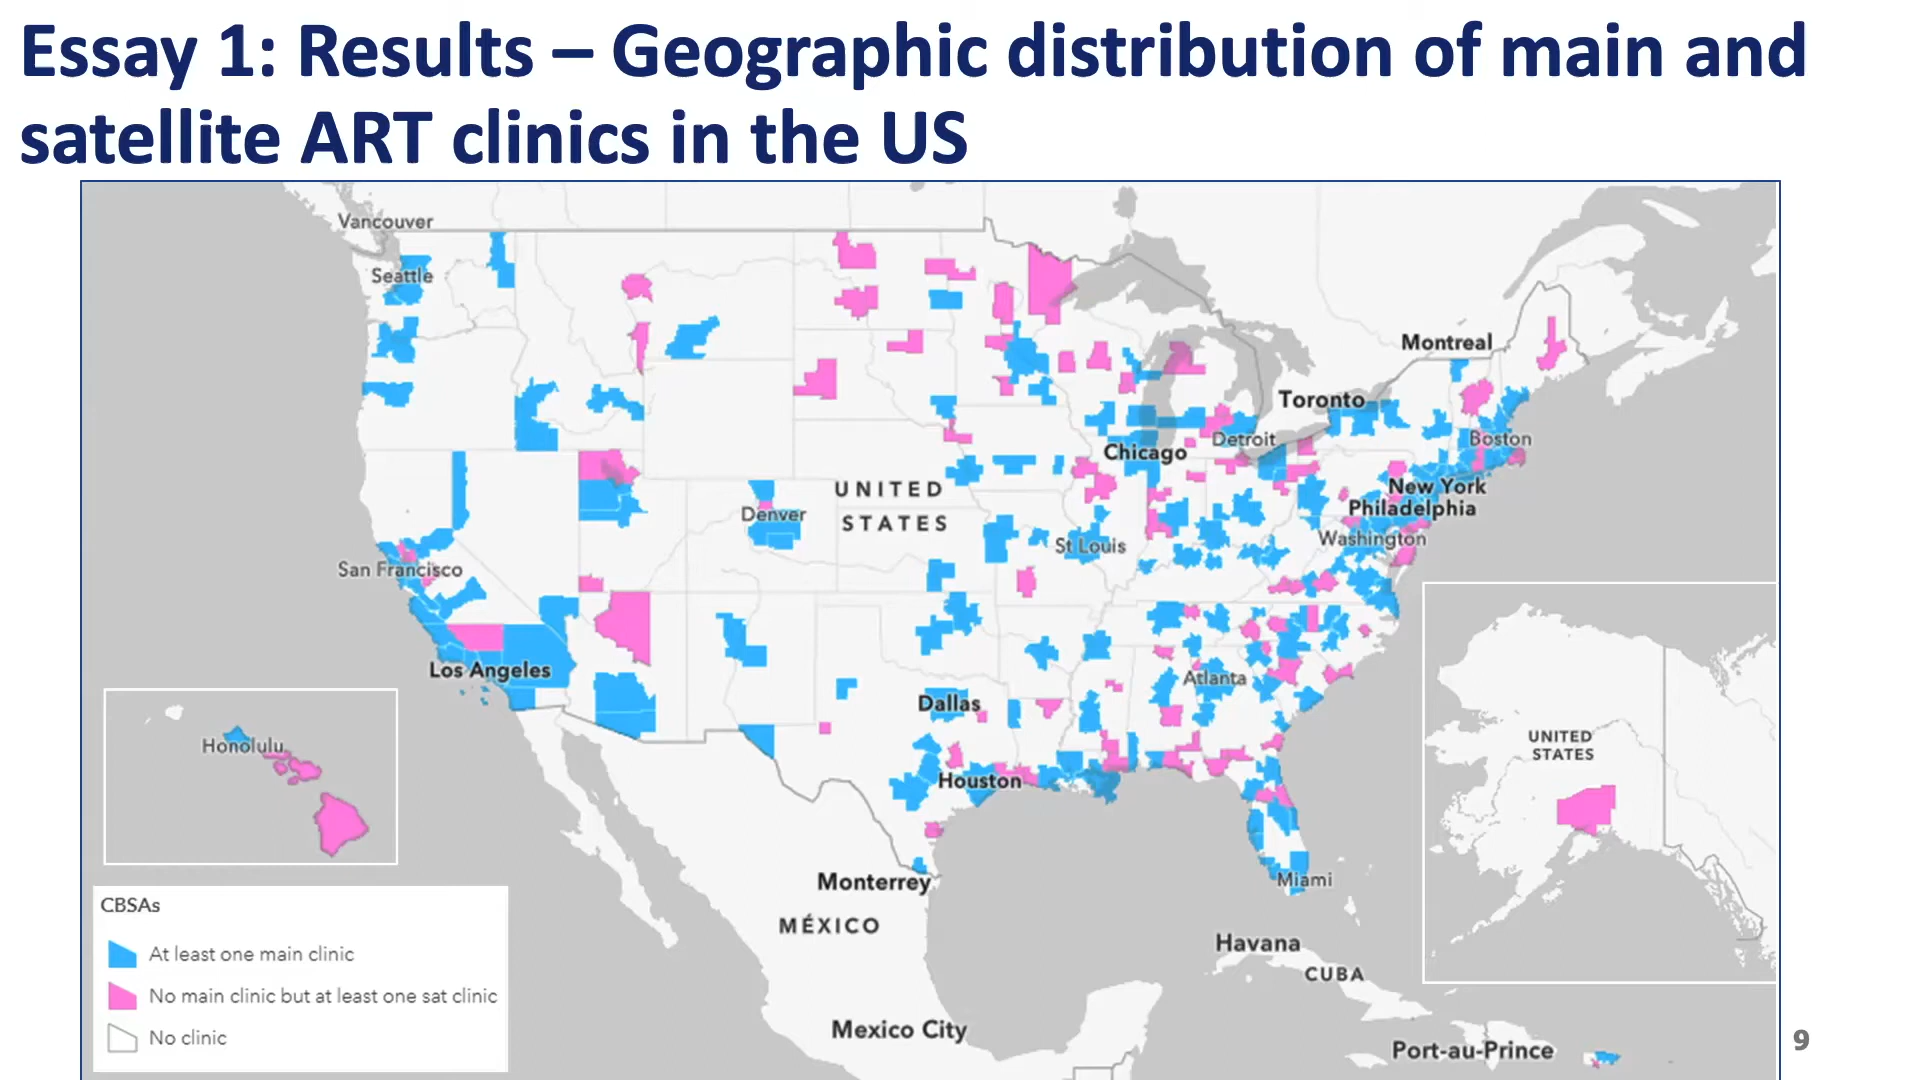 Essay 1: Results – Geographic distribution of main and
satellite ART clinics in the US
Vancouver
Seattle
Montreal
Toronto
Detroit
Boston
Chicago
New York
Philadelphia
UNITED
STATES
Denver
St Louis
Washington
San Francisco
Los Angeles
Atlanta
Dallas
Honolulu
UNITED
STATES
Houston
Monterrey
Miami
MÉXICO
Havana
CUBA
Mexico City
Port-au-Prince
CBSAs
At least one main clinic
No main clinic but at least one sat clinic
No clinic
9